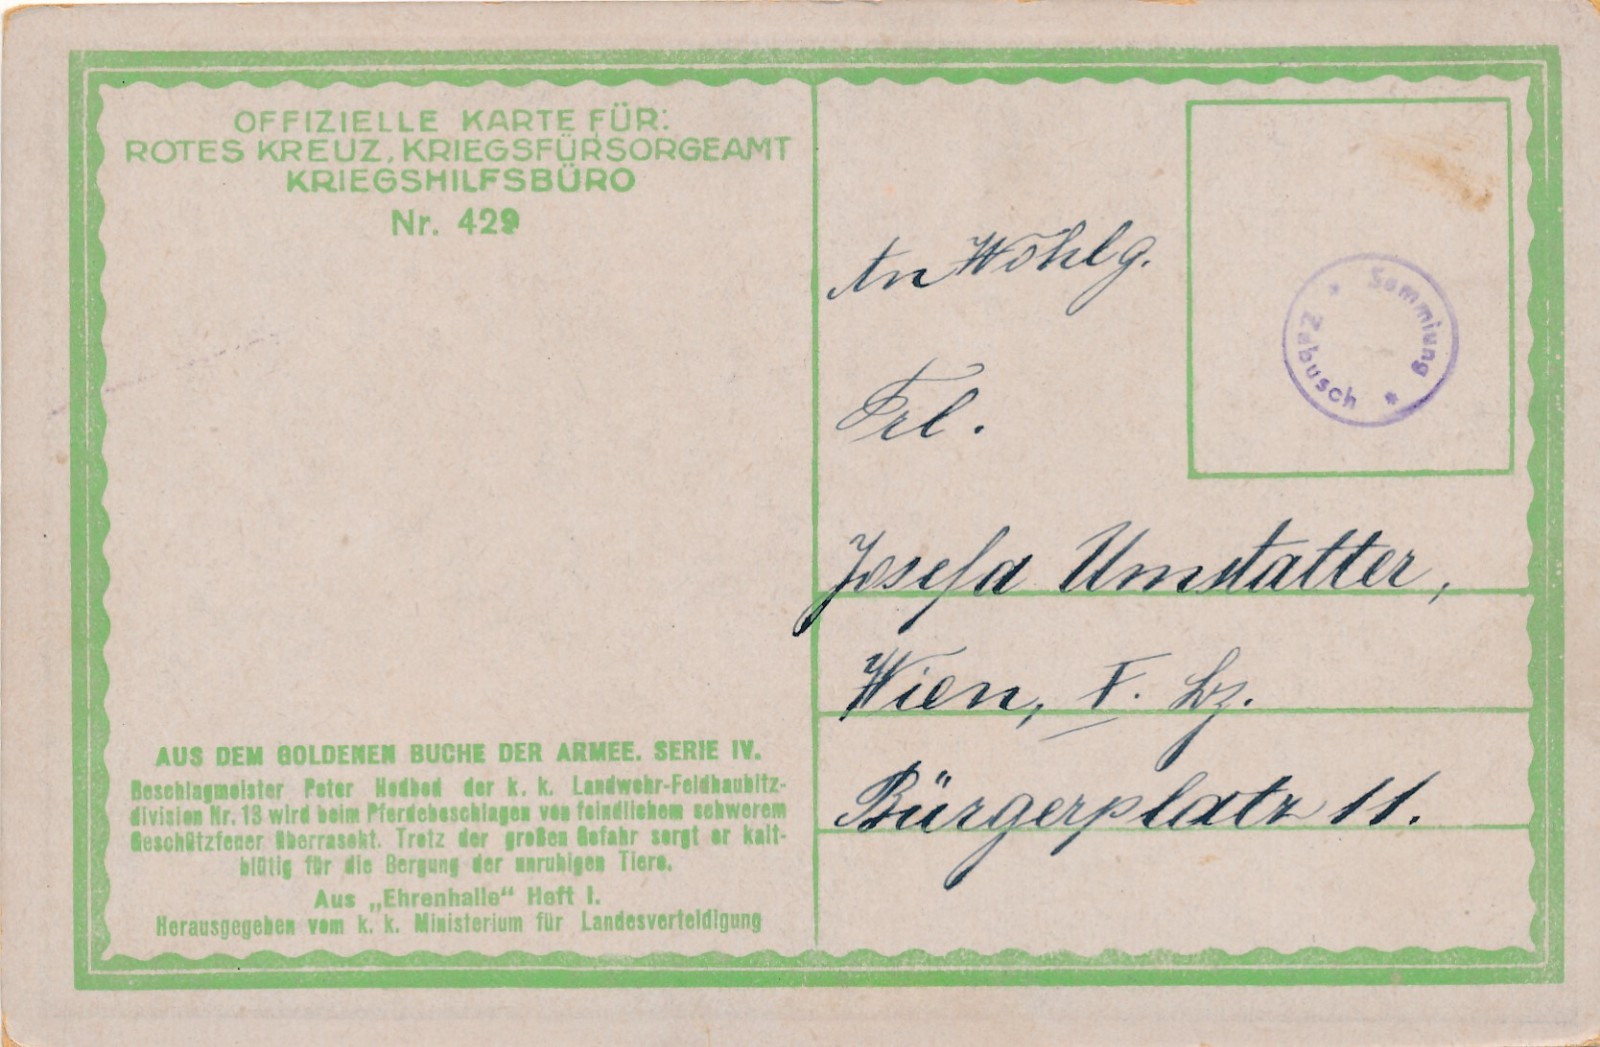 OFFIZIELLE KARTE FÜR:
ROTES KREUZ, KRIEGSFÜRSORGEAMT
KRIEGSHILFSBÜRO
Nr. 429
AUS DEM GOLDENEN BUCHE DER ARMEE. SERIE IV.
Beschlagmeister Peter Hodbod der k. k. Landwehr-Feldhaubitz-
division Nr. 13 wird beim Pferdebeschlagen von feindlichem schwerem
Geschützfeuer überrascht. Trotz der großen Gefahr sorgt er kalt-
blütig für die Bergung der unruhigen Tiere.
Aus „Ehrenhalle“ Heft I.
Herausgegeben vom k. k. Ministerium für Landesverteidigung
An Wohlg.
Frl.
Josefa Umstatter,
Wien, Bz.
Bürgerplatz 11.
* Sammlung * Zabusch